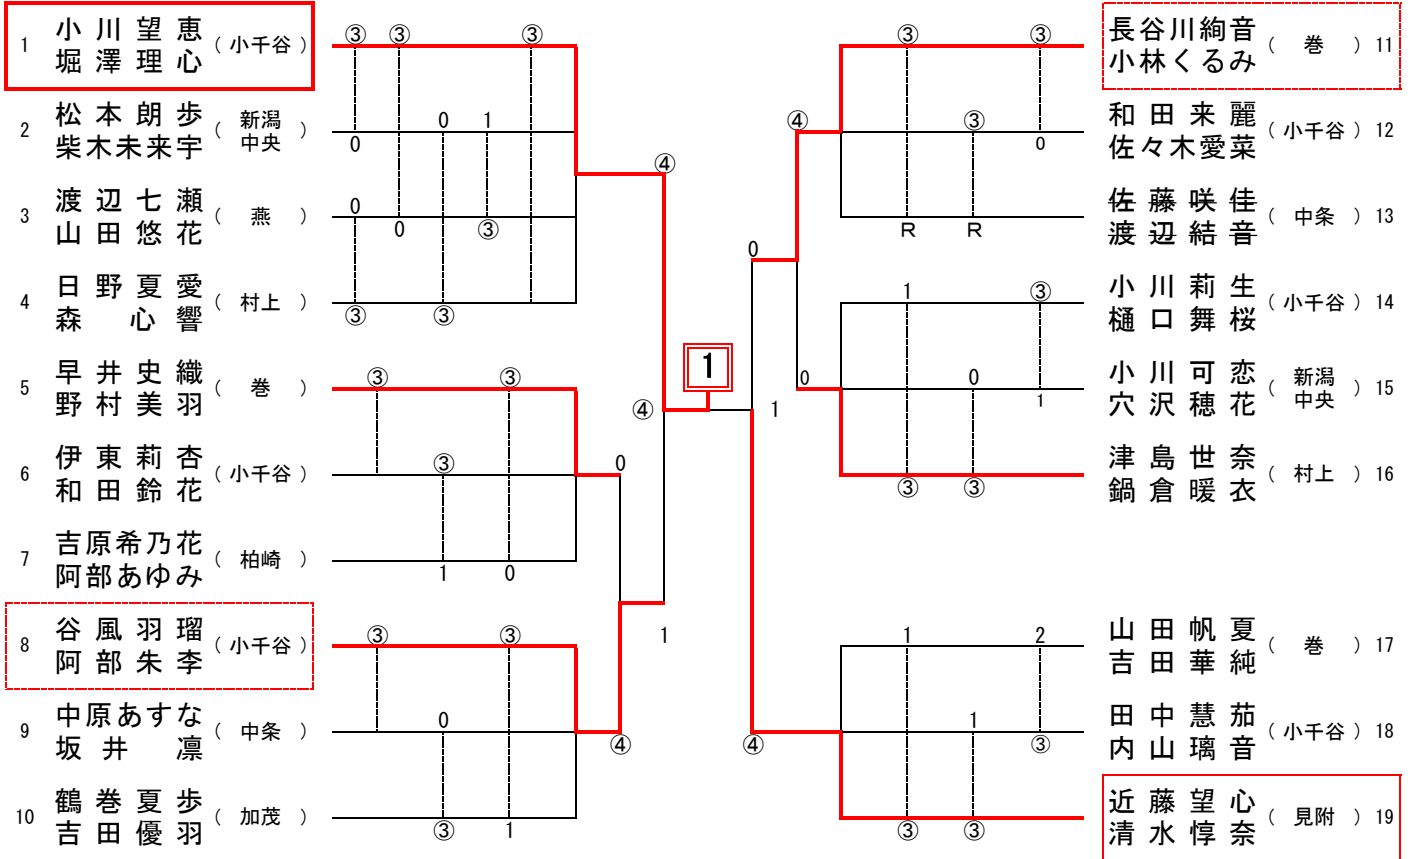 1 小川望恵 堀澤理心 (小千谷)
2 松本朗歩 柴木未来宇 (新潟中央)
3 渡辺七瀬 山田悠花 (燕)
4 日野夏愛 森心響 (村上)
5 早井史織 野村美羽 (巻)
6 伊東莉杏 和田鈴花 (小千谷)
7 吉原希乃花 阿部あゆみ (柏崎)
8 谷風羽瑠 阿部朱李 (小千谷)
9 中原あすな 坂井凛 (中条)
10 鶴巻夏歩 吉田優羽 (加茂)
③ ③ ③
0 1
0
0
0 ③
③ ③
③ ③
③
1 0
③ ③
0
③ 1
④
④
0
1
④
1
0
1
④
④
0
③ ③
③
0
R R
1 ③
0
1
③ ③
1 2
1
③
③ ③
長谷川絢音 小林くるみ (巻) 11
和田来麗 佐々木愛菜 (小千谷) 12
佐藤咲佳 渡辺結音 (中条) 13
小川莉生 樋口舞桜 (小千谷) 14
小川可恋 穴沢穂花 (新潟中央) 15
津島世奈 鍋倉暖衣 (村上) 16
山田帆夏 吉田華純 (巻) 17
田中慧茄 内山璃音 (小千谷) 18
近藤望心 清水惇奈 (見附) 19